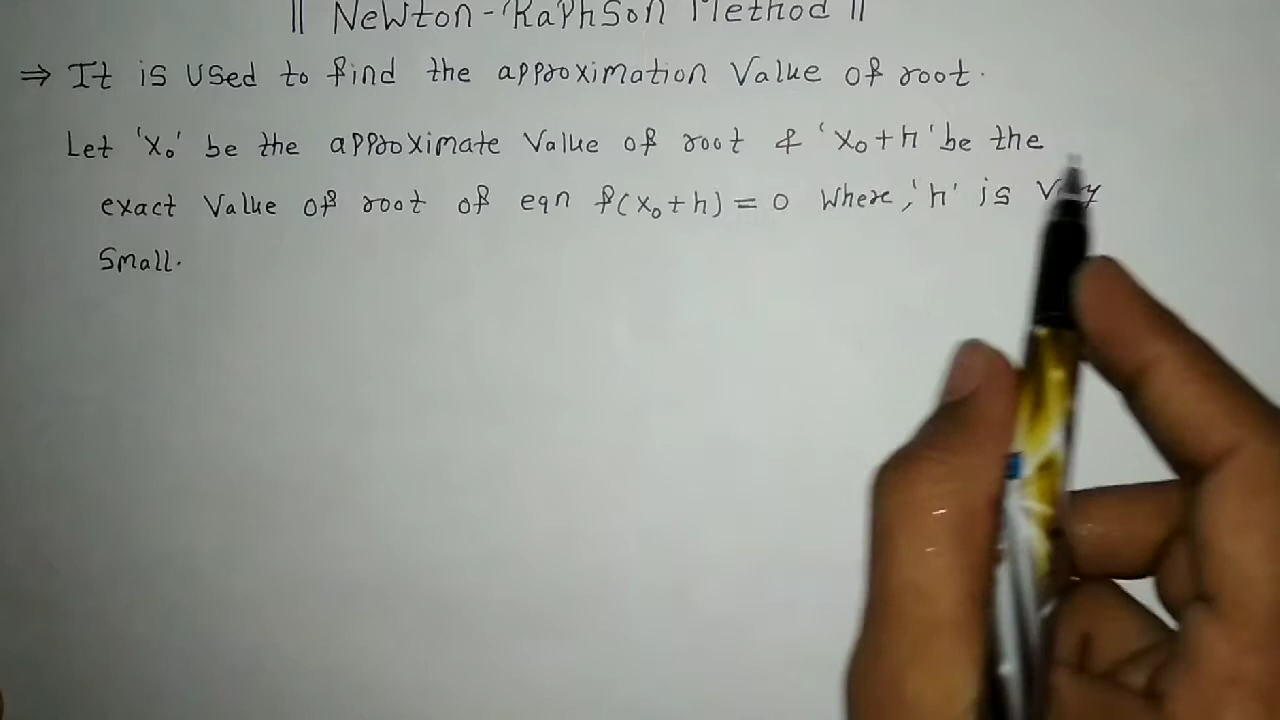 || Newton-Raphson Method ||
⇒ It is used to find the approximation Value of root.
Let 'x₀' be the approximate Value of root & 'x₀+h' be the
exact Value of root of eqn f(x₀+h) = 0 Where, 'h' is Very
Small.